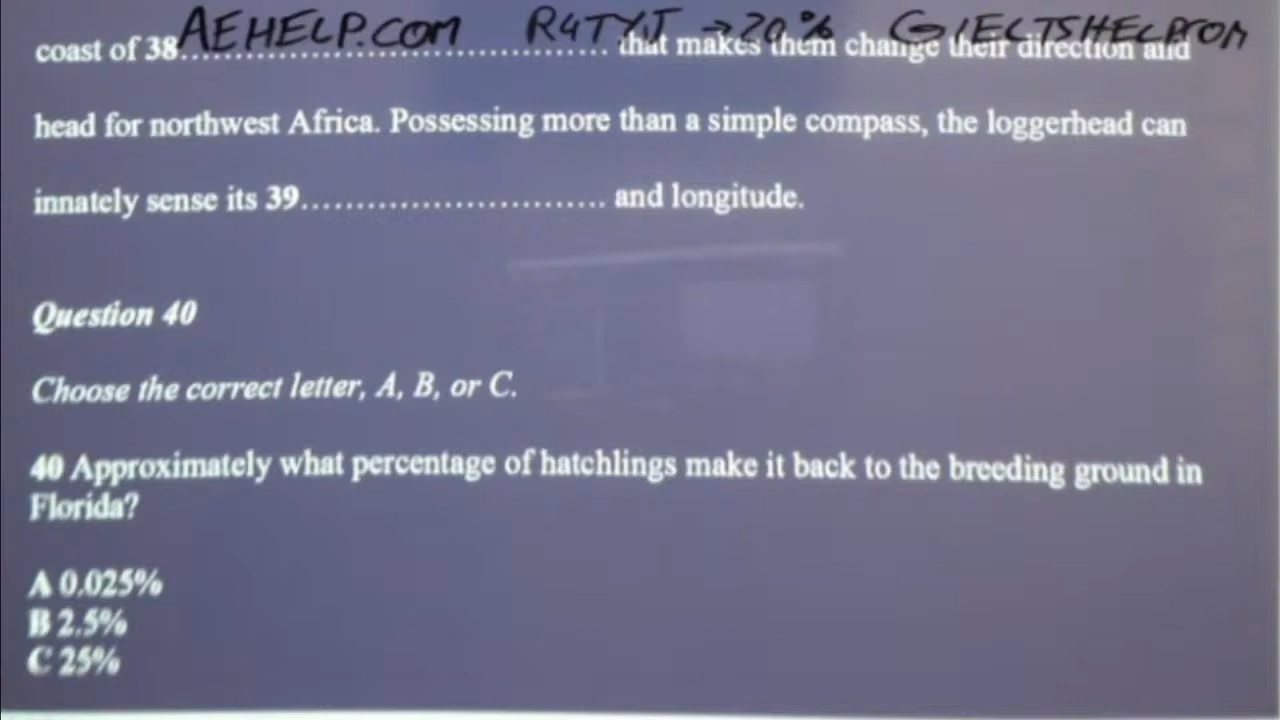 AEHELP.COM R4TYJ → 20% G/IELTSHELP
coast of 38.................................................. that makes them change their direction and
head for northwest Africa. Possessing more than a simple compass, the loggerhead can
innately sense its 39............................. and longitude.
Question 40
Choose the correct letter, A, B, or C.
40 Approximately what percentage of hatchlings make it back to the breeding ground in
Florida?
A 0.025%
B 2.5%
C 25%